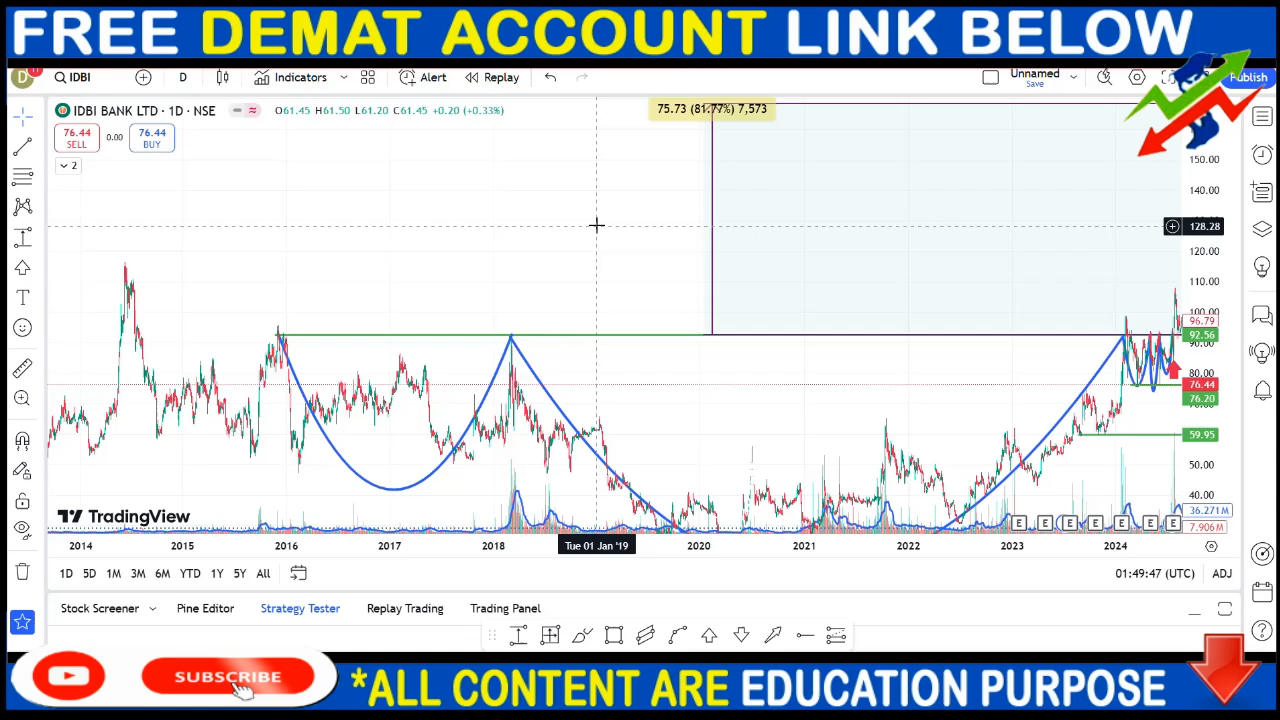 FREE DEMAT ACCOUNT LINK BELOW
D 11 IDBI D Indicators Alert Replay Unnamed Save Publish
IDBI BANK LTD · 1D · NSE O61.45 H61.50 L61.20 C61.45 +0.20 (+0.33%)
75.73 (81.77%) 7,573
76.44 SELL 0.00 76.44 BUY
2
150.00
140.00
128.28
120.00
110.00
100.00
96.79
92.56
90.00
80.00
76.44
76.20
59.95
50.00
40.00
36.271M
7.906M
E E E E E E E
TradingView
2014 2015 2016 2017 2018 Tue 01 Jan '19 2020 2021 2022 2023 2024
1D 5D 1M 3M 6M YTD 1Y 5Y All 01:49:47 (UTC) ADJ
Stock Screener Pine Editor Strategy Tester Replay Trading Trading Panel
SUBSCRIBE
*ALL CONTENT ARE EDUCATION PURPOSE